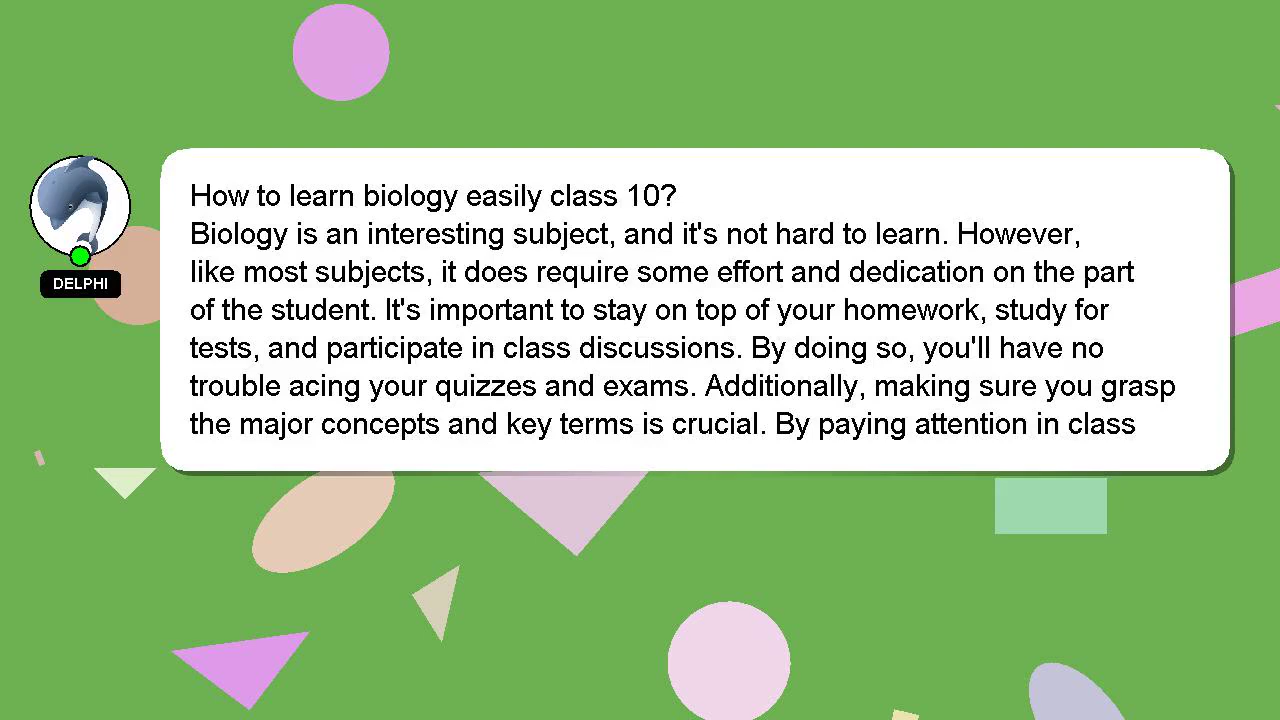 How to learn biology easily class 10?
Biology is an interesting subject, and it's not hard to learn. However,
like most subjects, it does require some effort and dedication on the part
of the student. It's important to stay on top of your homework, study for
tests, and participate in class discussions. By doing so, you'll have no
trouble acing your quizzes and exams. Additionally, making sure you grasp
the major concepts and key terms is crucial. By paying attention in class
DELPHI